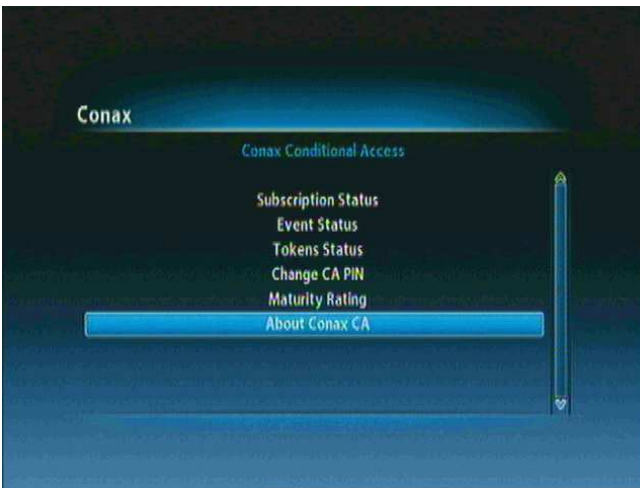 Conax
Conax Conditional Access
Subscription Status
Event Status
Tokens Status
Change CA PIN
Maturity Rating
About Conax CA